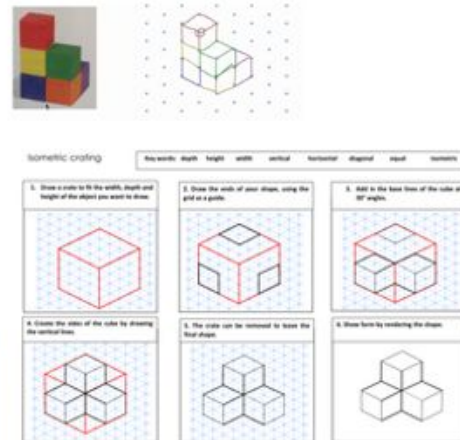 Isometric crating
Key words: depth height width vertical horizontal diagonal equal isometric
1. Draw a crate to fit the width, depth and
height of the object you want to draw.
2. Draw the ends of your shape, using the
grid as a guide.
3. Add in the base lines of the cube at
30° angles.
4. Create the sides of the cube by drawing
the vertical lines.
5. The crate can be removed to leave the
final shape.
6. Show form by rendering the shape.